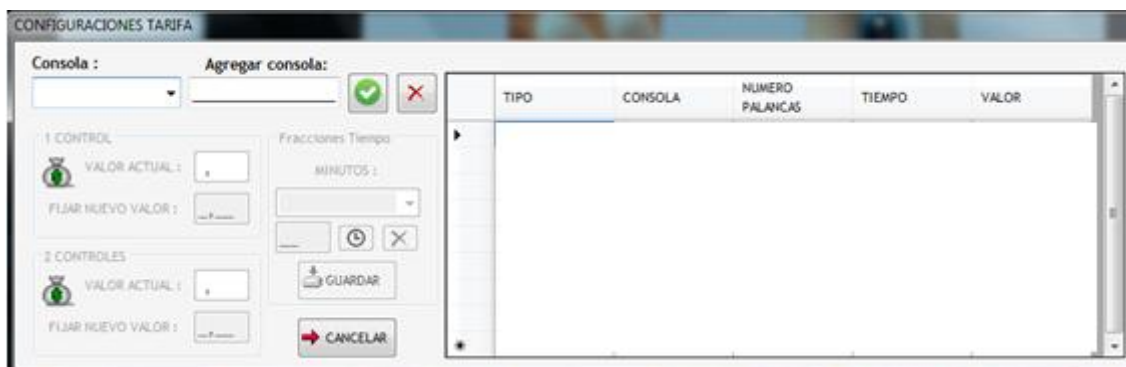 CONFIGURACIONES TARIFA
Consola :
Agregar consola:
1 CONTROL
VALOR ACTUAL :
FIJAR NUEVO VALOR :
2 CONTROLES
VALOR ACTUAL :
FIJAR NUEVO VALOR :
Fracciones Tiempo
MINUTOS :
GUARDAR
CANCELAR
TIPO CONSOLA NUMERO PALANCAS TIEMPO VALOR